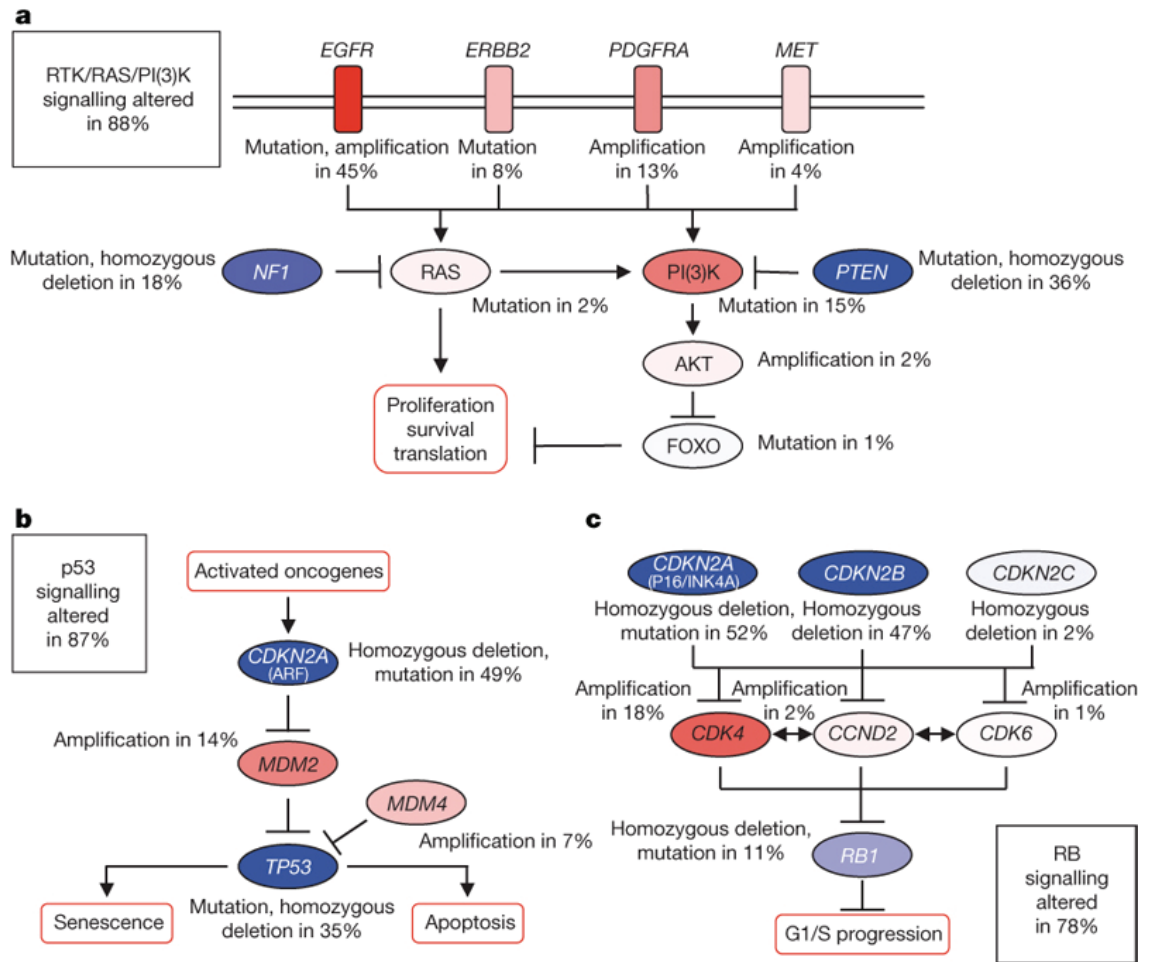 a
RTK/RAS/PI(3)K
signalling altered
in 88%
EGFR
ERBB2
PDGFRA
MET
Mutation, amplification
in 45%
Mutation
in 8%
Amplification
in 13%
Amplification
in 4%
Mutation, homozygous
deletion in 18%
NF1
RAS
Mutation in 2%
PI(3)K
Mutation in 15%
PTEN
Mutation, homozygous
deletion in 36%
AKT
Amplification in 2%
Proliferation
survival
translation
FOXO
Mutation in 1%
b
p53
signalling
altered
in 87%
Activated oncogenes
CDKN2A
(ARF)
Homozygous deletion,
mutation in 49%
Amplification in 14%
MDM2
MDM4
Amplification in 7%
TP53
Mutation, homozygous
deletion in 35%
Senescence
Apoptosis
c
CDKN2A
(P16/INK4A)
CDKN2B
CDKN2C
Homozygous deletion,
mutation in 52%
Homozygous
deletion in 47%
Homozygous
deletion in 2%
Amplification
in 18%
Amplification
in 2%
Amplification
in 1%
CDK4
CCND2
CDK6
Homozygous deletion,
mutation in 11%
RB1
G1/S progression
RB
signalling
altered
in 78%